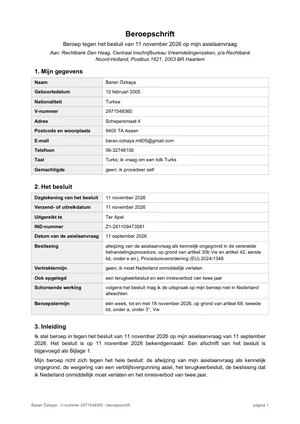 Beroepschrift
Beroep tegen het besluit van 11 november 2026 op mijn asielaanvraag
Aan: Rechtbank Den Haag, Centraal Inschrijfbureau Vreemdelingenzaken, p/a Rechtbank
Noord-Holland, Postbus 1621, 2003 BR Haarlem
1. Mijn gegevens
Naam Baran Özkaya
Geboortedatum 12 februari 2005
Nationaliteit Turkse
V-nummer 2971548360
Adres Schepersmaat 4
Postcode en woonplaats 9405 TA Assen
E-mail baran.ozkaya.mt05@gmail.com
Telefoon 06-32748156
Taal Turks; ik vraag om een tolk Turks
Gemachtigde geen; ik procedeer zelf
2. Het besluit
Dagtekening van het besluit 11 november 2026
Verzend- of uitreikdatum 11 november 2026
Uitgereikt te Ter Apel
IND-nummer Z1-261109473581
Datum van de asielaanvraag 11 september 2026
Beslissing afwijzing van de asielaanvraag als kennelijk ongegrond in de versnelde
behandelingsprocedure, op grond van artikel 30b Vw en artikel 42, eerste
lid, onder e en j, Procedureverordening (EU) 2024/1348
Vertrektermijn geen; ik moet Nederland onmiddellijk verlaten
Ook opgelegd een terugkeerbesluit en een inreisverbod van twee jaar
Schorsende werking volgens het besluit mag ik de uitspraak op mijn beroep niet in Nederland
afwachten
Beroepstermijn één week, tot en met 18 november 2026, op grond van artikel 69, tweede
lid, onder a, onder 3°, Vw
3. Inleiding
Ik stel beroep in tegen het besluit van 11 november 2026 op mijn asielaanvraag van 11 september
2026. Het besluit is op 11 november 2026 bekendgemaakt. Een afschrift van het besluit is
bijgevoegd als Bijlage 1.
Mijn beroep richt zich tegen het hele besluit: de afwijzing van mijn asielaanvraag als kennelijk
ongegrond, de weigering van een verblijfsvergunning asiel, het terugkeerbesluit, de beslissing dat
ik Nederland onmiddellijk moet verlaten en het inreisverbod van twee jaar.
Baran Özkaya - V-nummer 2971548360 - beroepschrift pagina 1